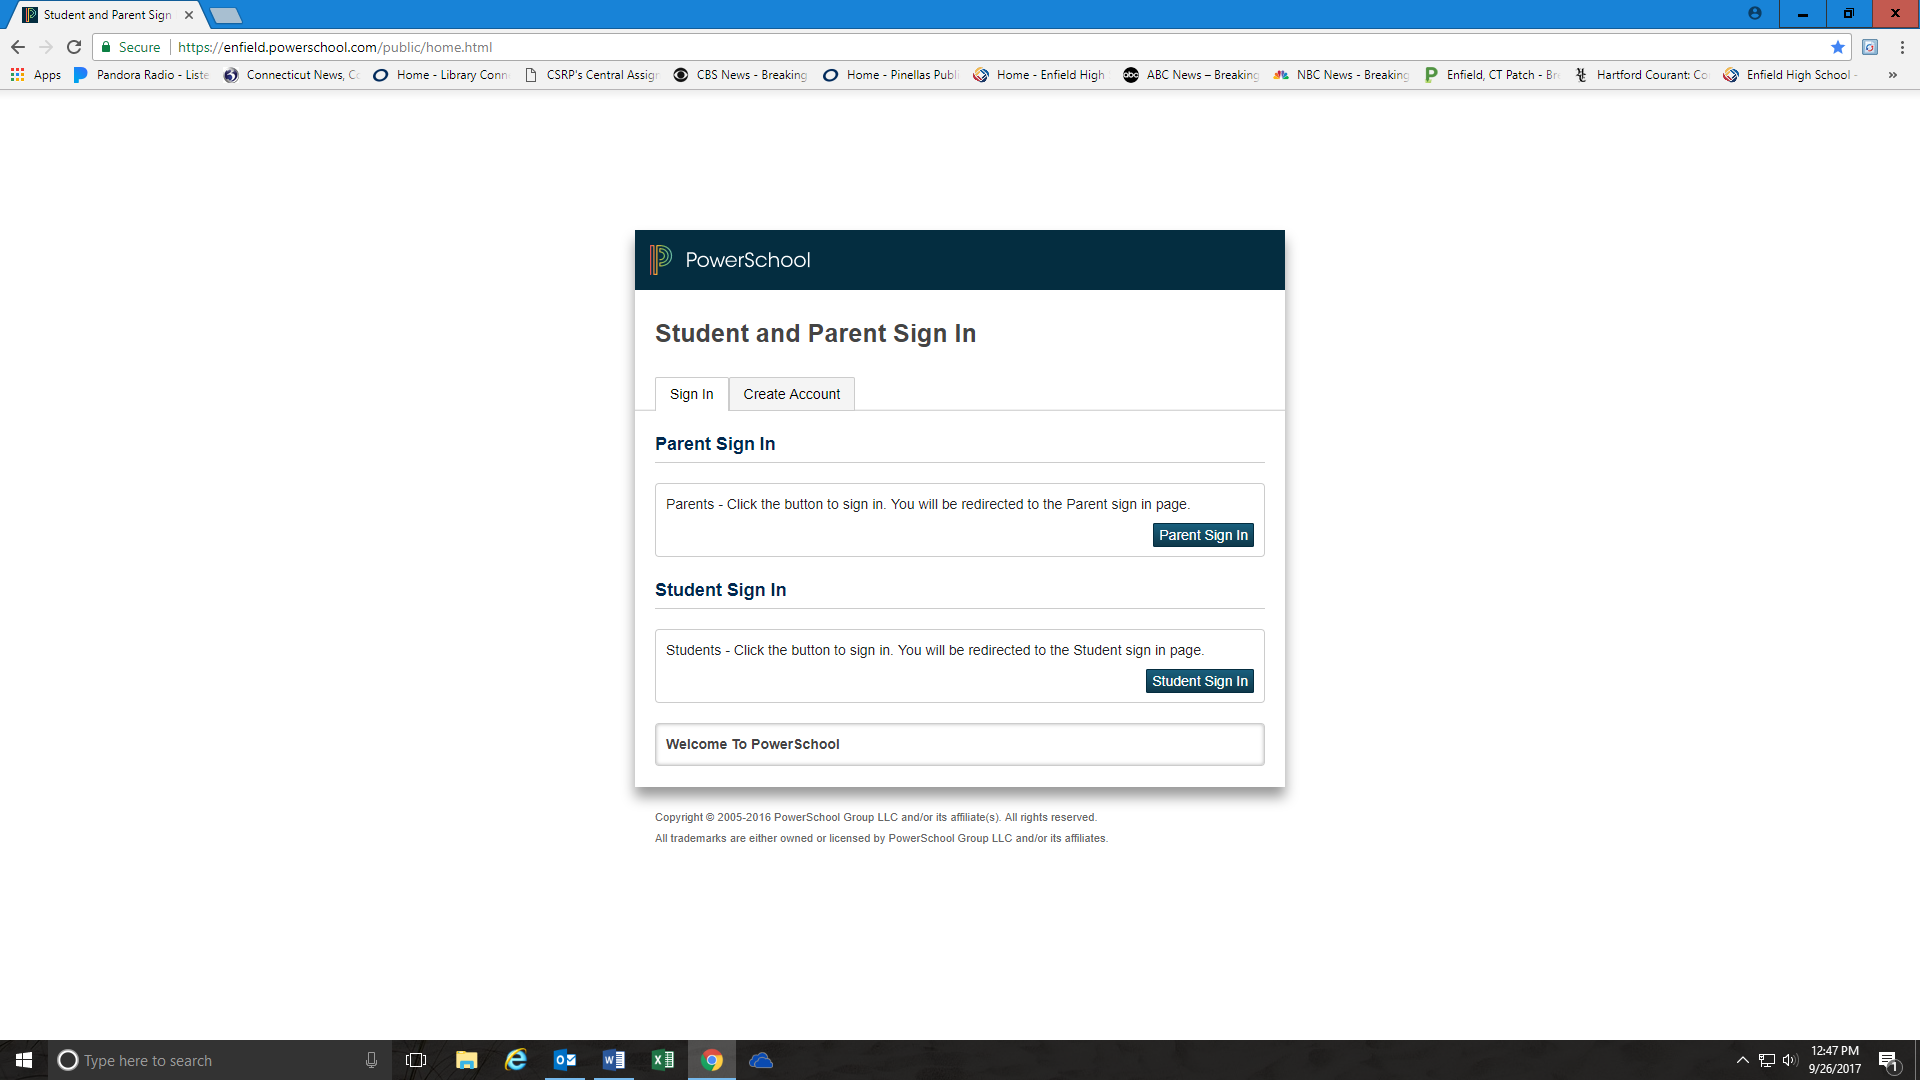 Student and Parent Sign
Secure https://enfield.powerschool.com/public/home.html
Apps Pandora Radio - Liste Connecticut News, Co Home - Library Conn CSRP's Central Assign CBS News - Breaking Home - Pinellas Publi Home - Enfield High ABC News – Breaking NBC News - Breaking Enfield, CT Patch - Bre Hartford Courant: Co Enfield High School - »
PowerSchool
Student and Parent Sign In
Sign In Create Account
Parent Sign In
Parents - Click the button to sign in. You will be redirected to the Parent sign in page.
Parent Sign In
Student Sign In
Students - Click the button to sign in. You will be redirected to the Student sign in page.
Student Sign In
Welcome To PowerSchool
Copyright © 2005-2016 PowerSchool Group LLC and/or its affiliate(s). All rights reserved.
All trademarks are either owned or licensed by PowerSchool Group LLC and/or its affiliates.
Type here to search
12:47 PM
9/26/2017
1